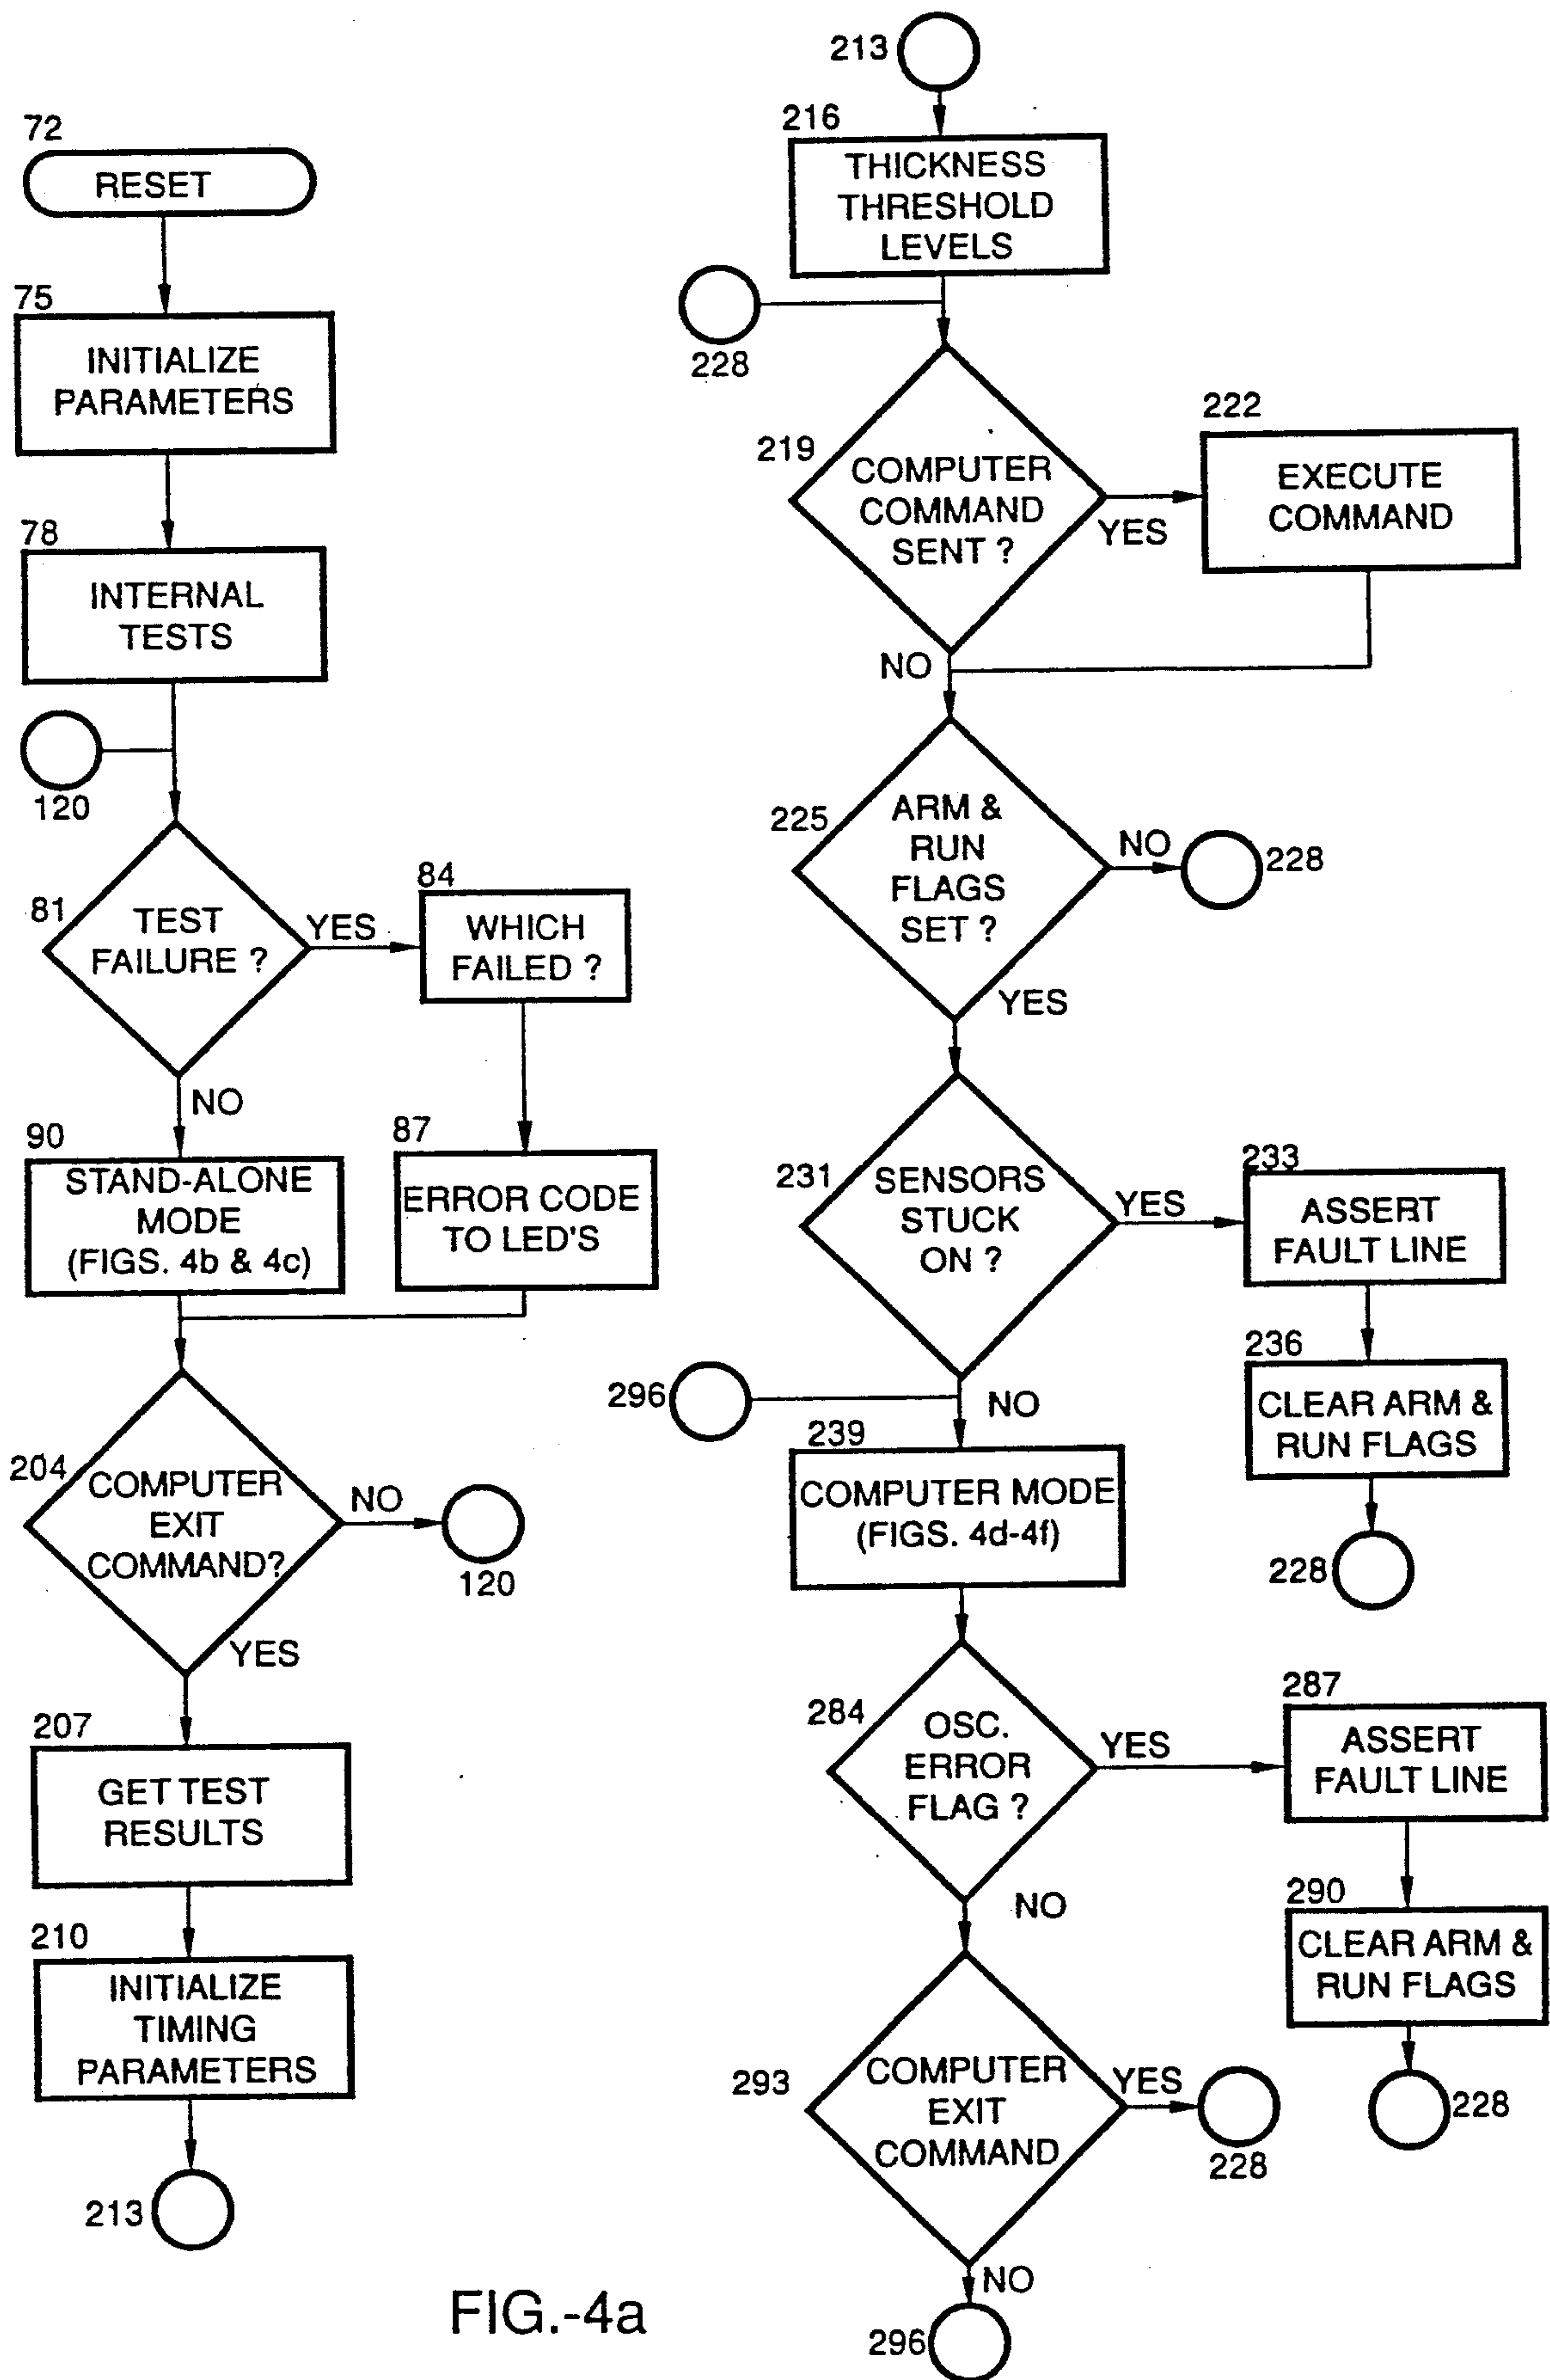 72
RESET
75
INITIALIZE
PARAMETERS
78
INTERNAL
TESTS
120
81
TEST
FAILURE ?
YES
84
WHICH
FAILED ?
NO
90
STAND-ALONE
MODE
(FIGS. 4b & 4c)
87
ERROR CODE
TO LED'S
204
COMPUTER
EXIT
COMMAND?
NO
120
YES
207
GET TEST
RESULTS
210
INITIALIZE
TIMING
PARAMETERS
213
213
216
THICKNESS
THRESHOLD
LEVELS
228
219
COMPUTER
COMMAND
SENT ?
YES
222
EXECUTE
COMMAND
NO
225
ARM &
RUN
FLAGS
SET ?
NO
228
YES
231
SENSORS
STUCK
ON ?
YES
233
ASSERT
FAULT LINE
236
CLEAR ARM &
RUN FLAGS
228
296
NO
239
COMPUTER MODE
(FIGS. 4d-4f)
284
OSC.
ERROR
FLAG ?
YES
287
ASSERT
FAULT LINE
290
CLEAR ARM &
RUN FLAGS
228
NO
293
COMPUTER
EXIT
COMMAND
YES
228
NO
296
FIG.-4a